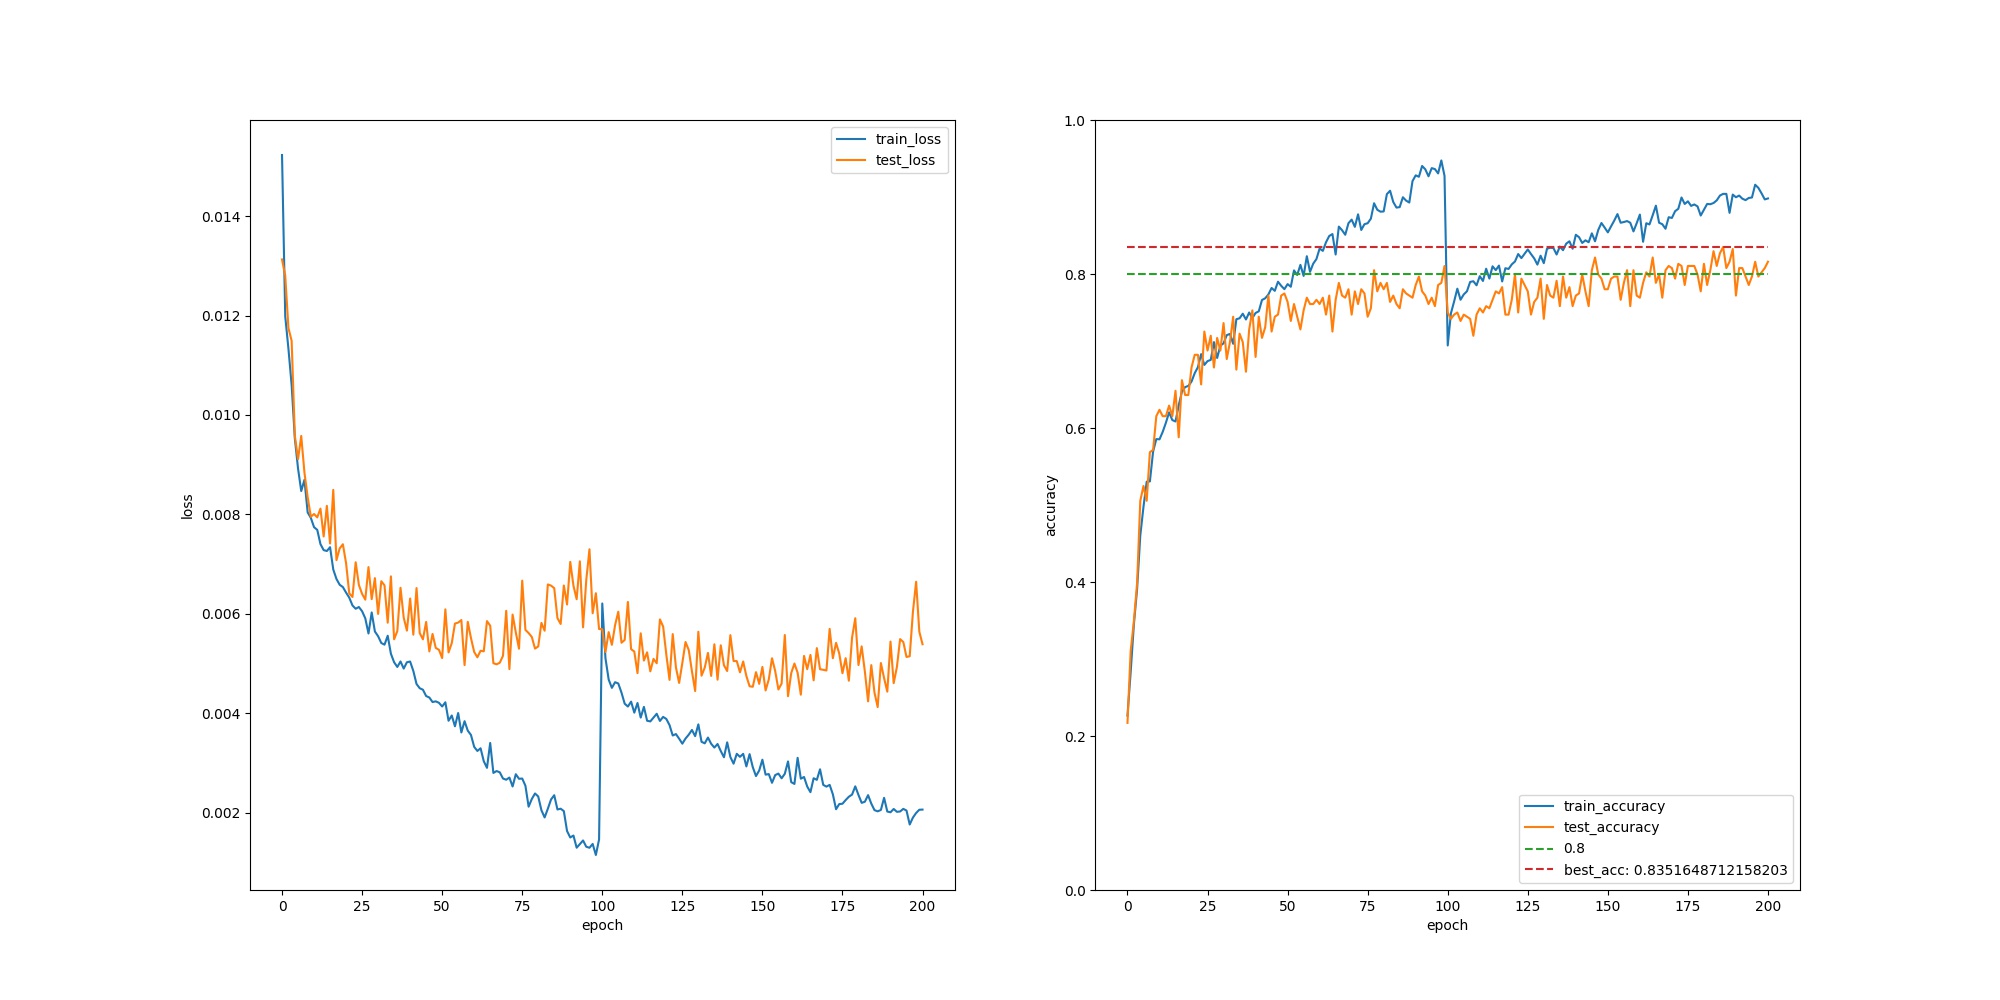 train_loss
test_loss
0.014
0.012
0.010
0.008
0.006
0.004
0.002
loss
0 25 50 75 100 125 150 175 200
epoch
1.0
0.8
0.6
0.4
0.2
0.0
accuracy
train_accuracy
test_accuracy
0.8
best_acc: 0.8351648712158203
0 25 50 75 100 125 150 175 200
epoch